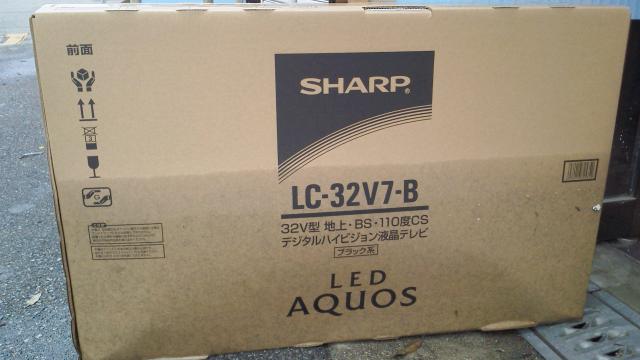 前面
SHARP®
LC-32V7-B
32V型 地上・BS・110度CS
デジタルハイビジョン液晶テレビ
ブラック系
LED
AQUOS